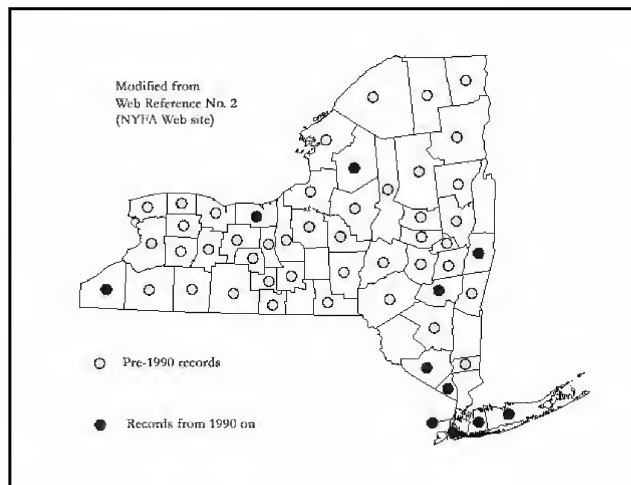 Modified from
Web Reference No. 2
(NYFA Web site)
Pre-1990 records
Records from 1990 on